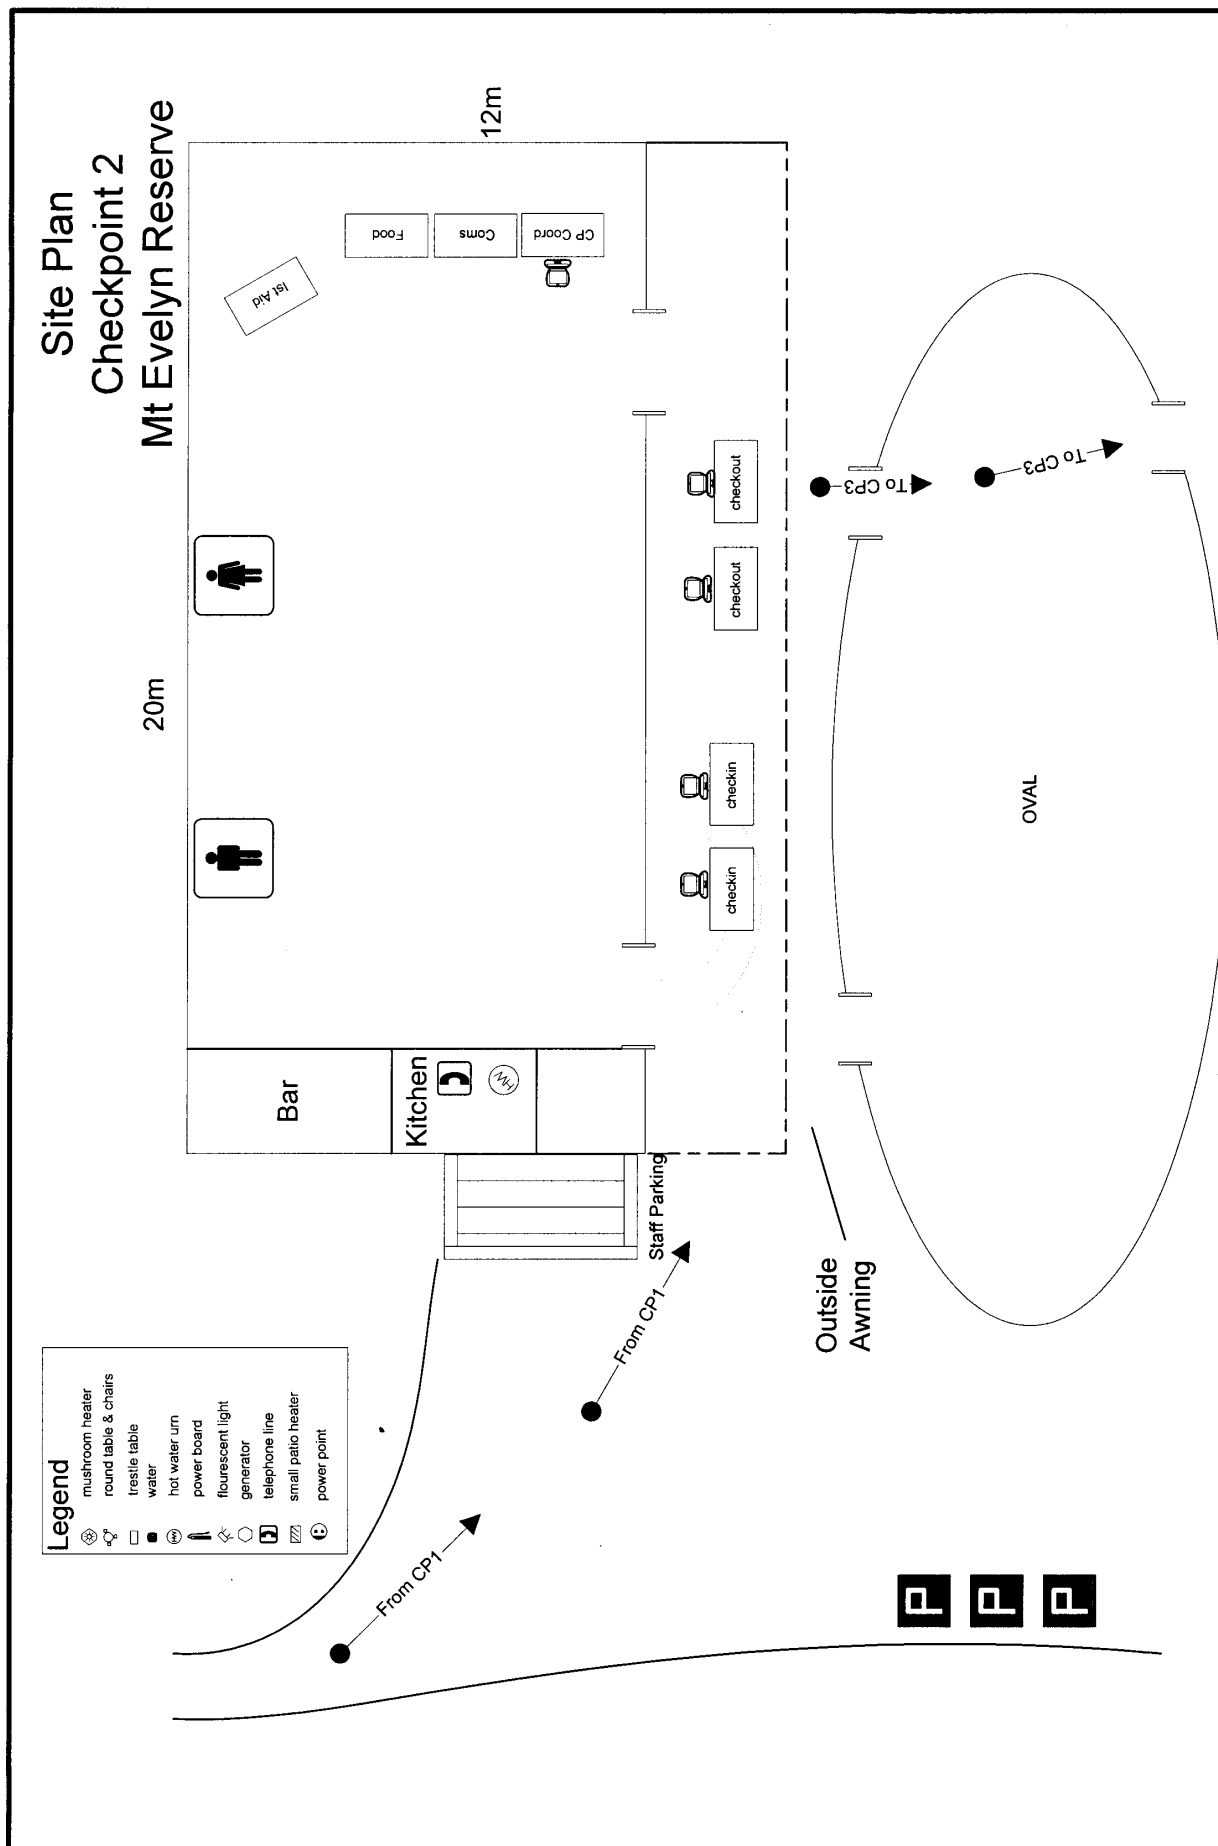 Site Plan
Checkpoint 2
Mt Evelyn Reserve
Legend
mushroom heater
round table & chairs
trestle table
water
hot water urn
power board
flourescent light
generator
telephone line
small patio heater
power point
20m
12m
Ist Aid
Food
Coms
CP Coord
Bar
Kitchen
HW
Staff Parking
From CP1
From CP1
checkin
checkin
checkout
checkout
To CP3
To CP3
Outside
Awning
OVAL
P
P
P